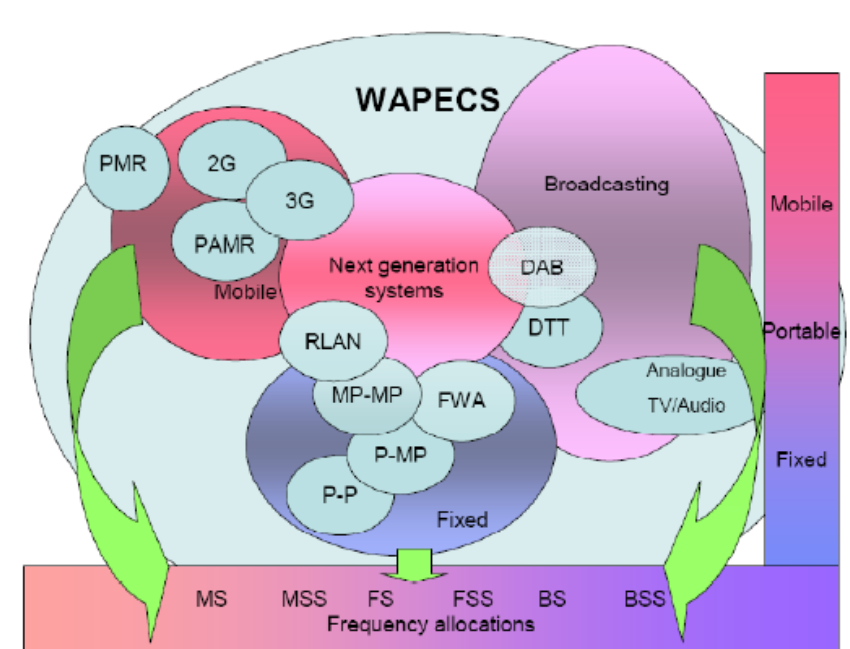 WAPECS
PMR
2G
3G
PAMR
Mobile
Broadcasting
Next generation
systems
DAB
DTT
RLAN
MP-MP
FWA
P-MP
P-P
Fixed
Analogue
TV/Audio
Mobile
Portable
Fixed
MS MSS FS FSS BS BSS
Frequency allocations